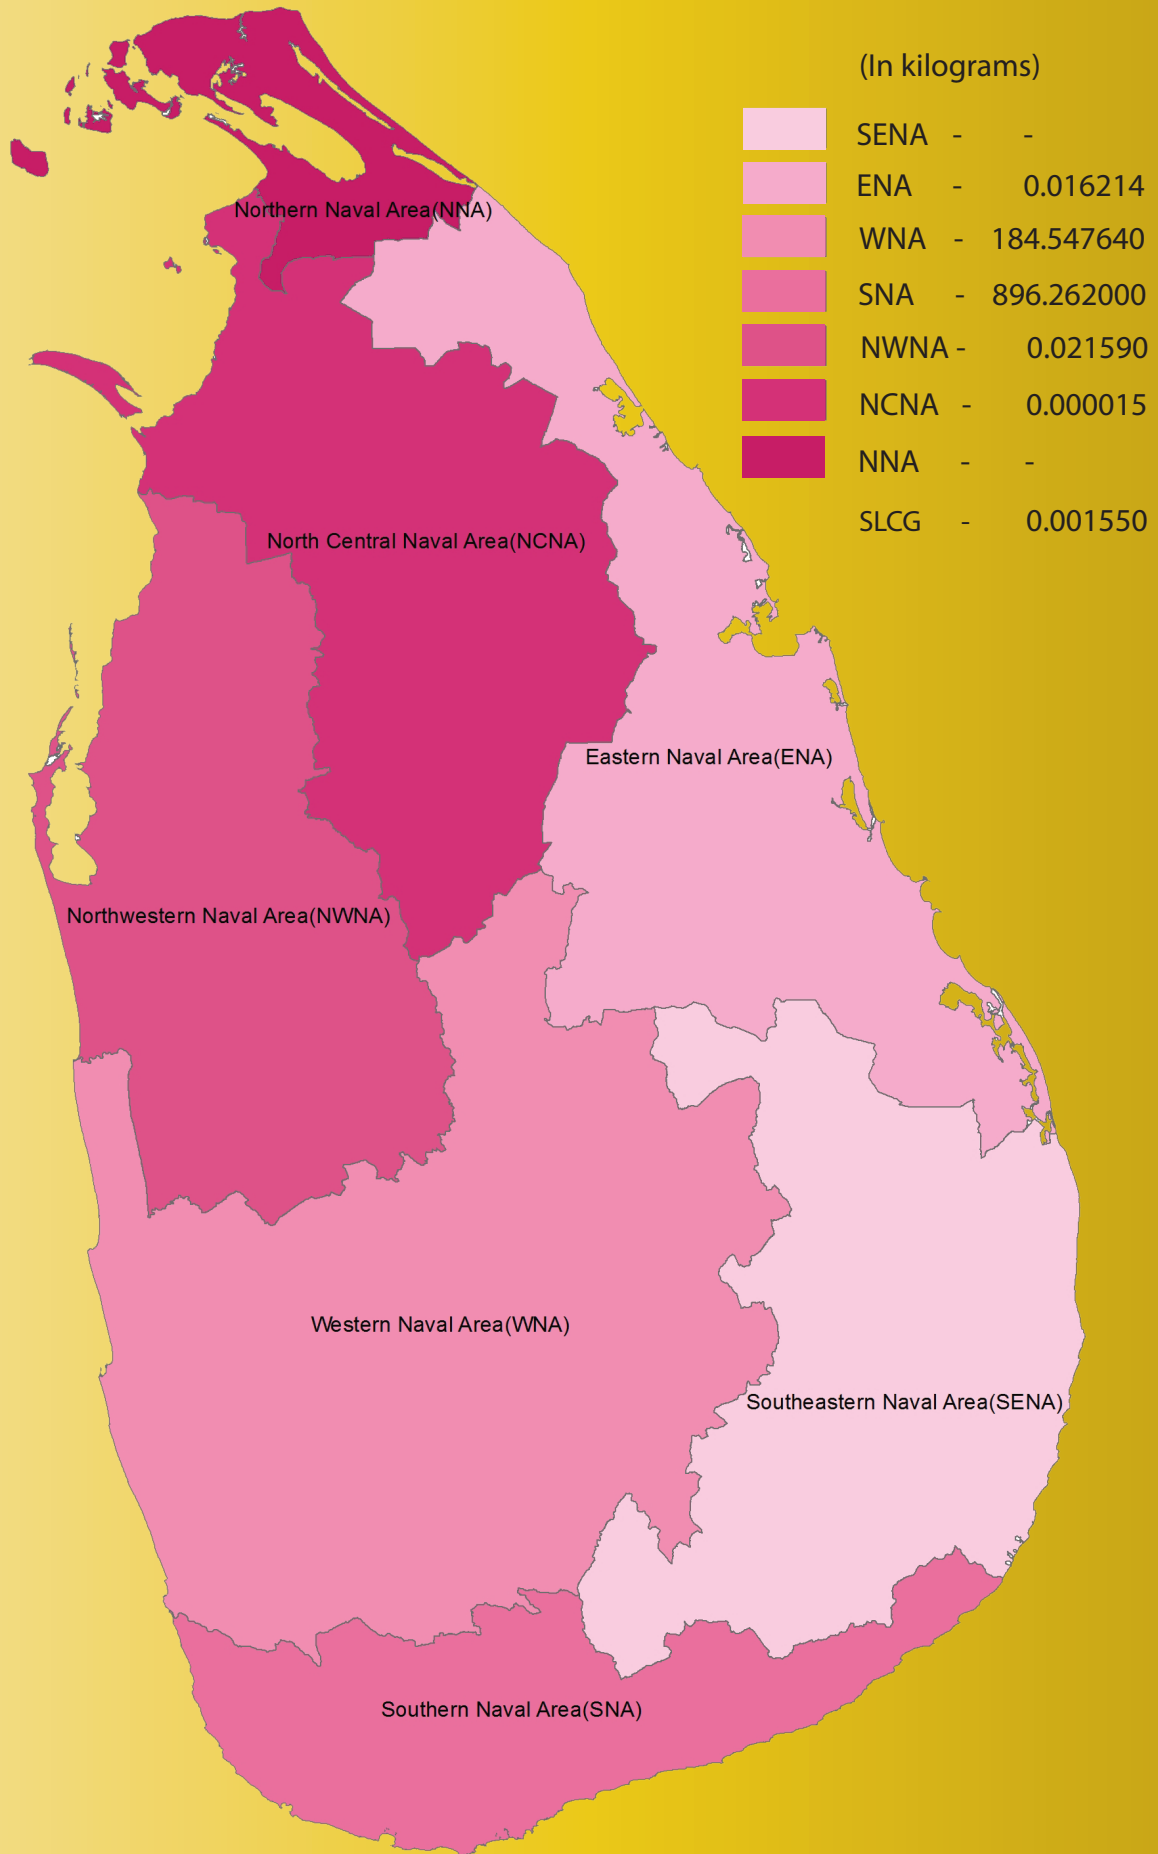 (In kilograms)
SENA - -
ENA - 0.016214
WNA - 184.547640
SNA - 896.262000
NWNA - 0.021590
NCNA - 0.000015
NNA - -
SLCG - 0.001550
Northern Naval Area(NNA)
North Central Naval Area(NCNA)
Eastern Naval Area(ENA)
Northwestern Naval Area(NWNA)
Western Naval Area(WNA)
Southeastern Naval Area(SENA)
Southern Naval Area(SNA)